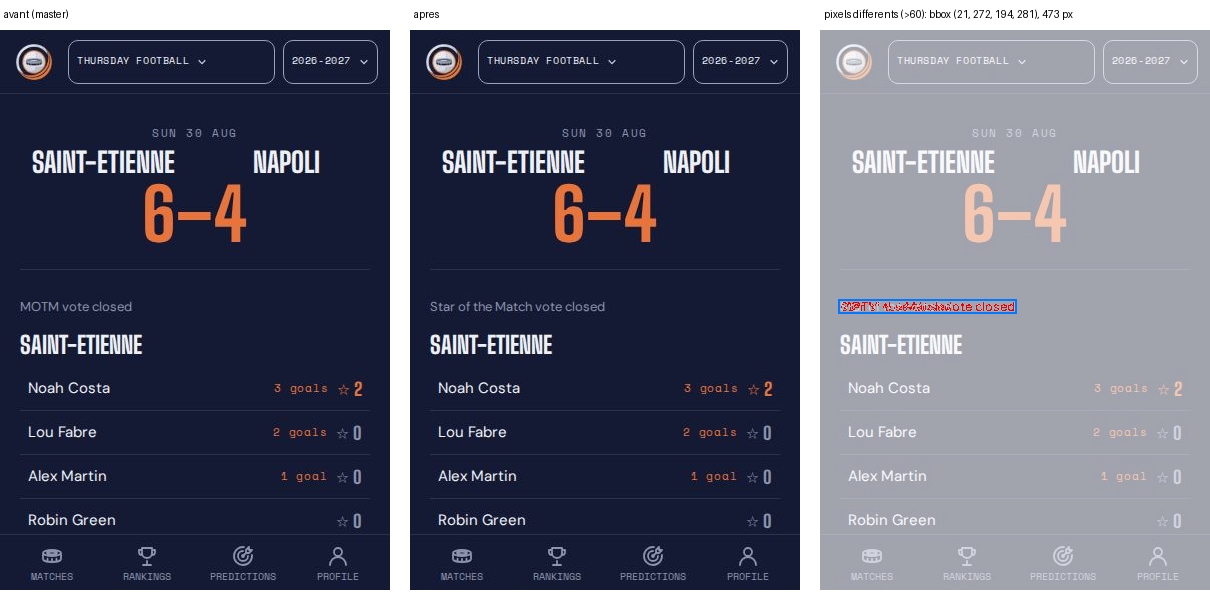 avant (master)
THURSDAY FOOTBALL
2026-2027
SUN 30 AUG
SAINT-ETIENNE NAPOLI
6–4
MOTM vote closed
SAINT-ETIENNE
Noah Costa 3 goals ☆ 2
Lou Fabre 2 goals ☆ 0
Alex Martin 1 goal ☆ 0
Robin Green ☆ 0
MATCHES RANKINGS PREDICTIONS PROFILE
apres
THURSDAY FOOTBALL
2026-2027
SUN 30 AUG
SAINT-ETIENNE NAPOLI
6–4
Star of the Match vote closed
SAINT-ETIENNE
Noah Costa 3 goals ☆ 2
Lou Fabre 2 goals ☆ 0
Alex Martin 1 goal ☆ 0
Robin Green ☆ 0
MATCHES RANKINGS PREDICTIONS PROFILE
pixels differents (>60): bbox (21, 272, 194, 281), 473 px
THURSDAY FOOTBALL
2026-2027
SUN 30 AUG
SAINT-ETIENNE NAPOLI
6–4
vote closed
SAINT-ETIENNE
Noah Costa 3 goals ☆ 2
Lou Fabre 2 goals ☆ 0
Alex Martin 1 goal ☆ 0
Robin Green ☆ 0
MATCHES RANKINGS PREDICTIONS PROFILE